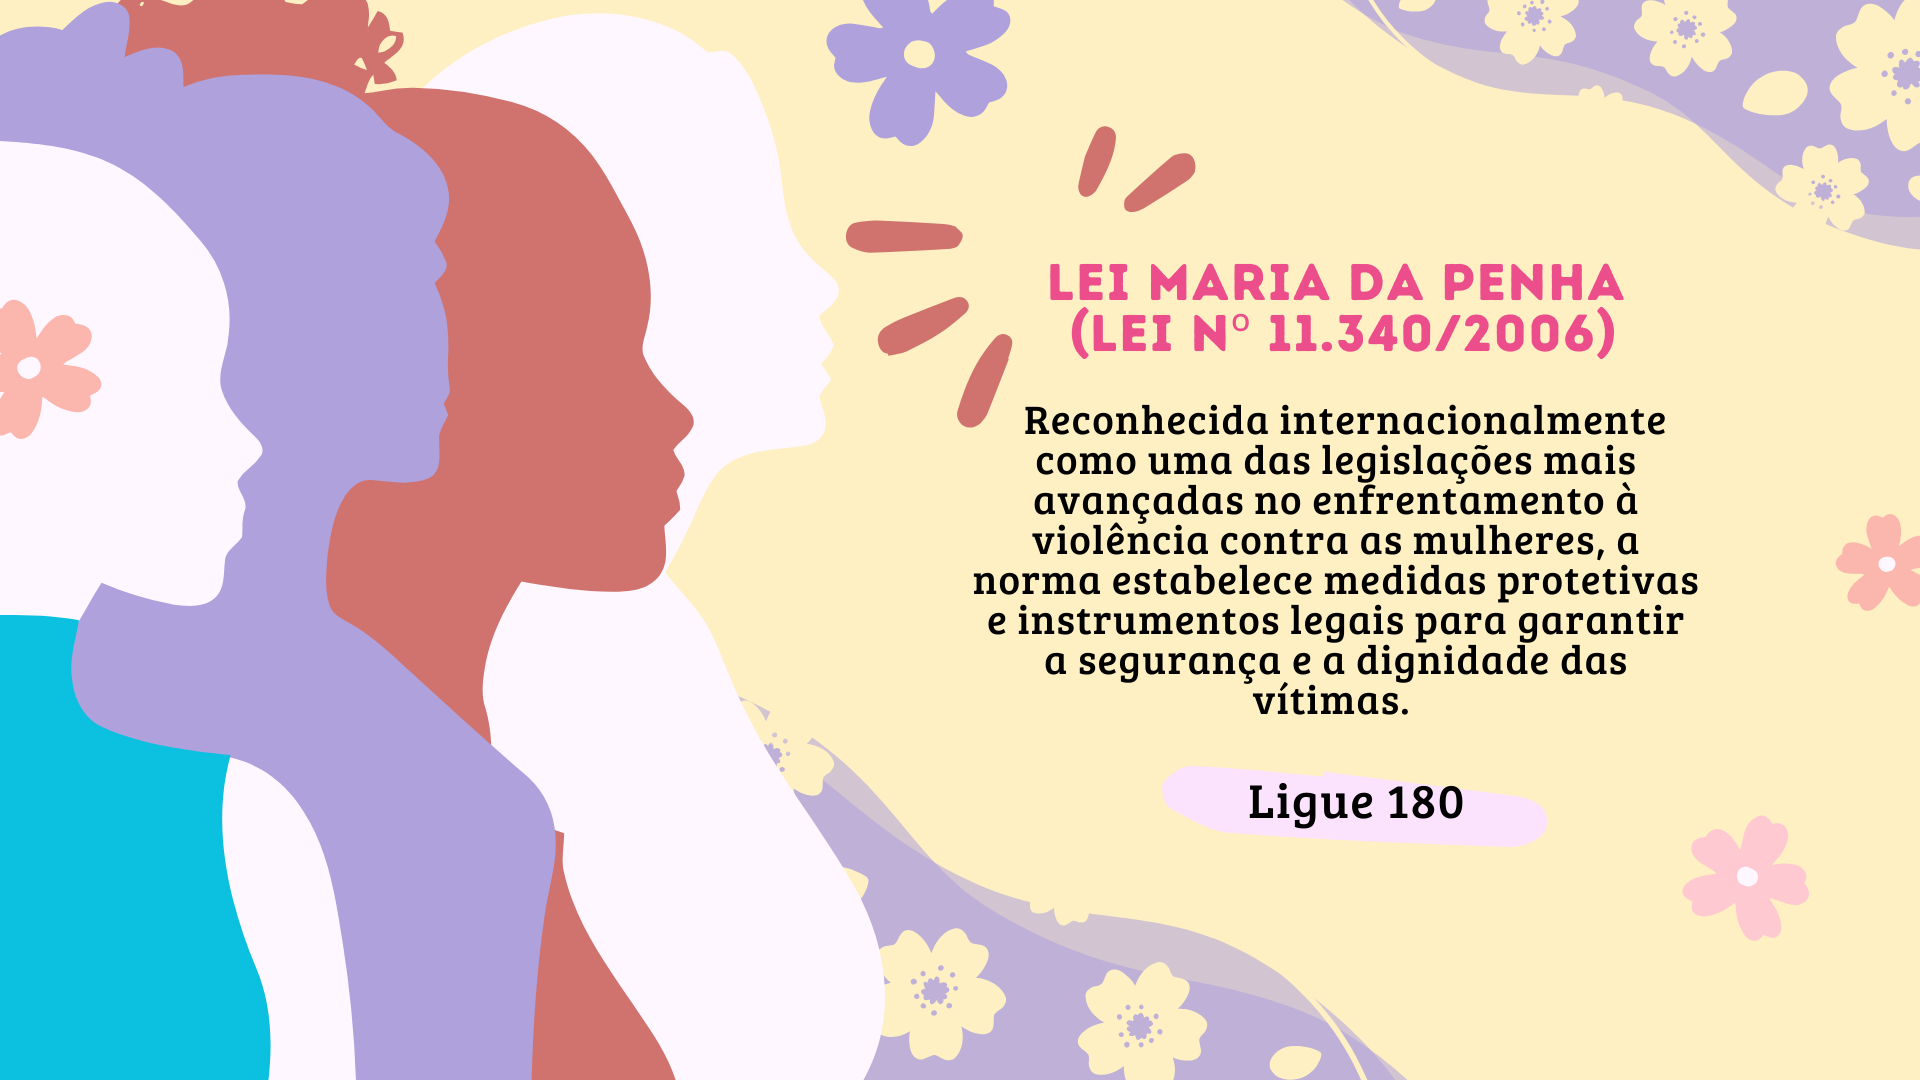 LEI MARIA DA PENHA
(LEI Nº 11.340/2006)
Reconhecida internacionalmente
como uma das legislações mais
avançadas no enfrentamento à
violência contra as mulheres, a
norma estabelece medidas protetivas
e instrumentos legais para garantir
a segurança e a dignidade das
vítimas.
Ligue 180